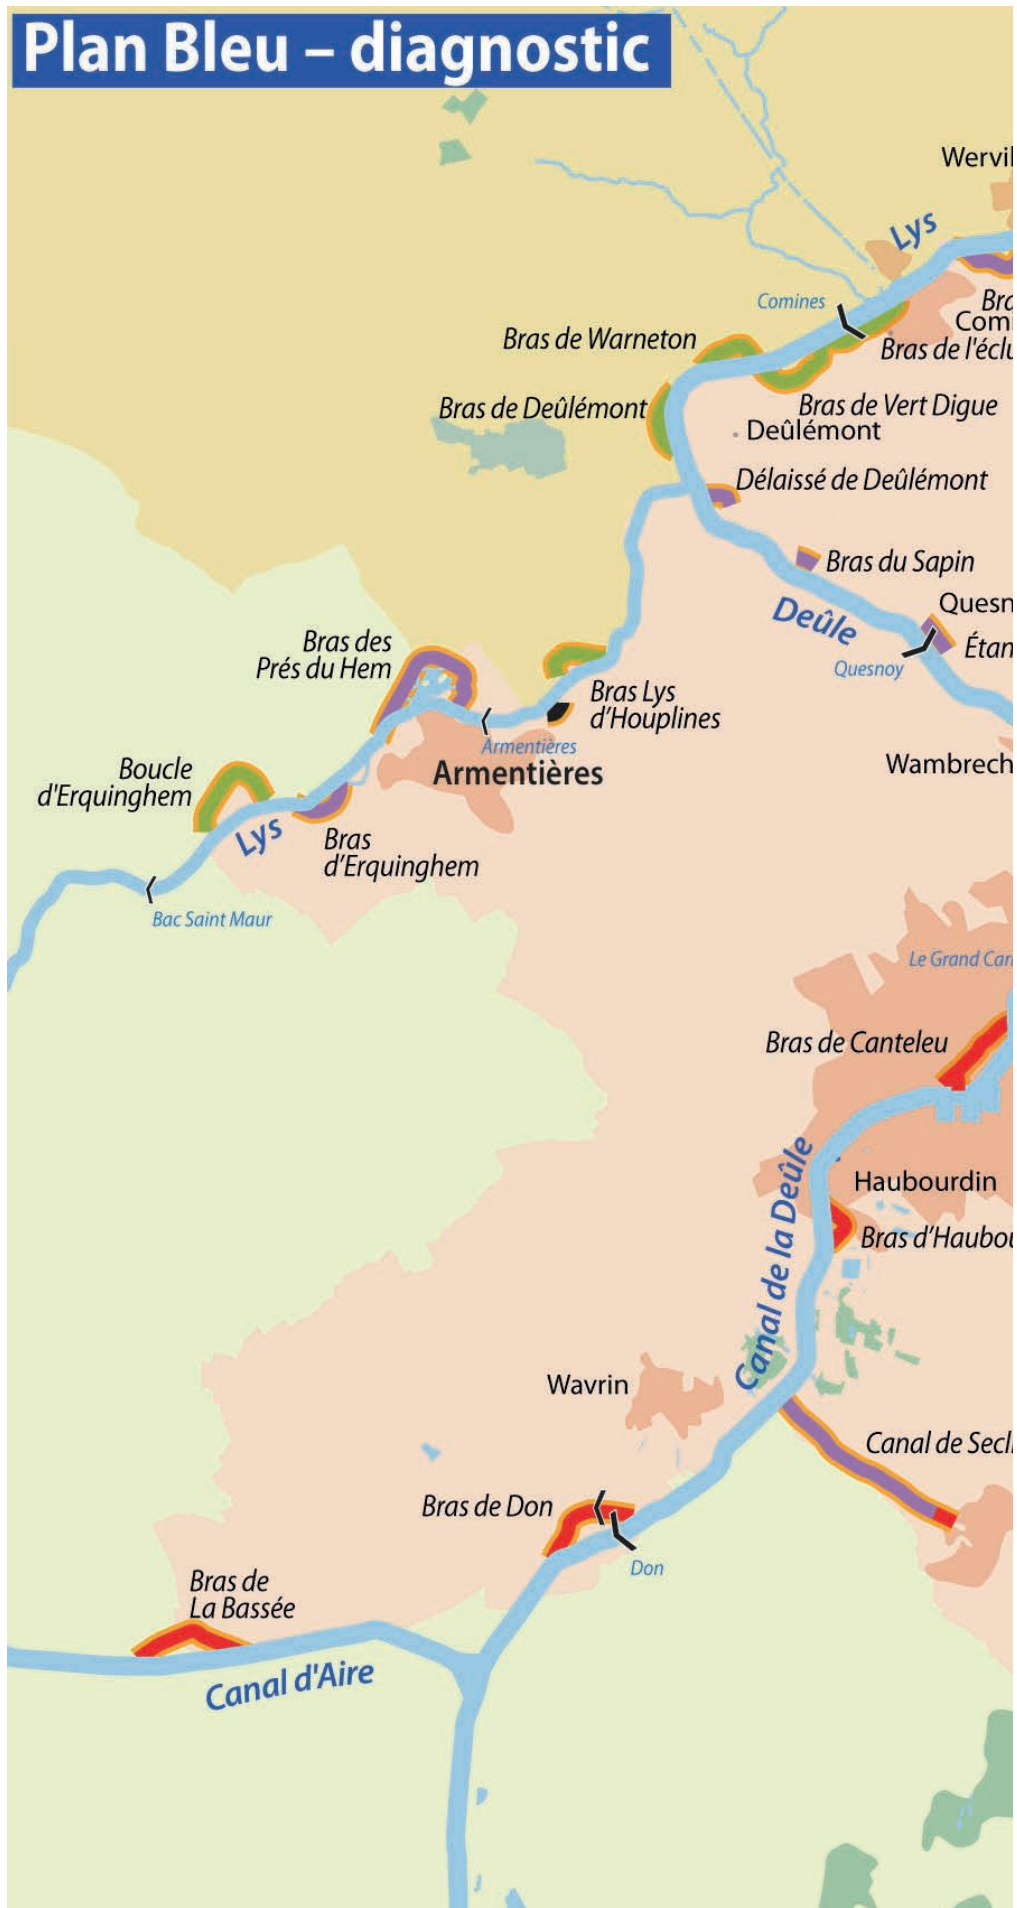 Plan Bleu – diagnostic
Wervi
Lys
Comines
Bra
Comi
Bras de Warneton
Bras de l'éclu
Bras de Deûlémont
Bras de Vert Digue
Deûlémont
Délaissé de Deûlémont
Bras du Sapin
Quesn
Deûle
Étan
Quesnoy
Bras des
Prés du Hem
Bras Lys
d'Houplines
Armentières
Armentières
Wambrech
Boucle
d'Erquinghem
Lys
Bras
d'Erquinghem
Bac Saint Maur
Le Grand Car
Bras de Canteleu
Canal de la Deûle
Haubourdin
Bras d'Haubou
Wavrin
Canal de Secl
Bras de Don
Don
Bras de
La Bassée
Canal d'Aire